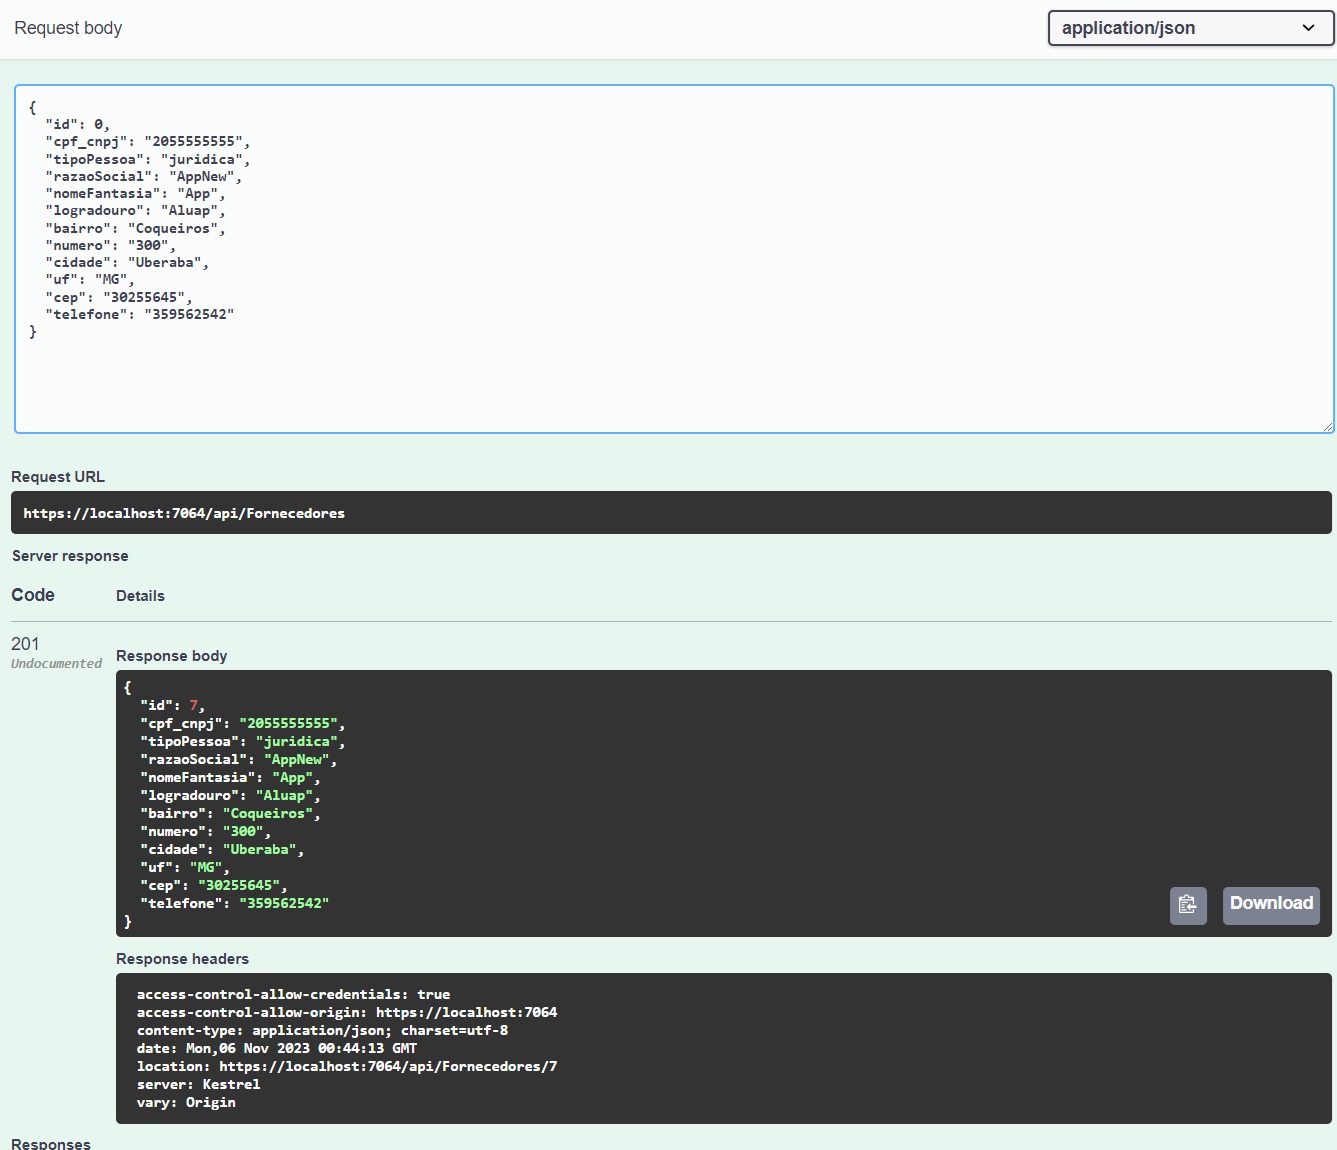 Request body
application/json
{
"id": 0,
"cpf_cnpj": "2055555555",
"tipoPessoa": "juridica",
"razaoSocial": "AppNew",
"nomeFantasia": "App",
"logradouro": "Aluap",
"bairro": "Coqueiros",
"numero": "300",
"cidade": "Uberaba",
"uf": "MG",
"cep": "30255645",
"telefone": "359562542"
}
Request URL
https://localhost:7064/api/Fornecedores
Server response
Code Details
201
Undocumented
Response body
{
"id": 7,
"cpf_cnpj": "2055555555",
"tipoPessoa": "juridica",
"razaoSocial": "AppNew",
"nomeFantasia": "App",
"logradouro": "Aluap",
"bairro": "Coqueiros",
"numero": "300",
"cidade": "Uberaba",
"uf": "MG",
"cep": "30255645",
"telefone": "359562542"
}
Download
Response headers
access-control-allow-credentials: true
access-control-allow-origin: https://localhost:7064
content-type: application/json; charset=utf-8
date: Mon,06 Nov 2023 00:44:13 GMT
location: https://localhost:7064/api/Fornecedores/7
server: Kestrel
vary: Origin
Responses